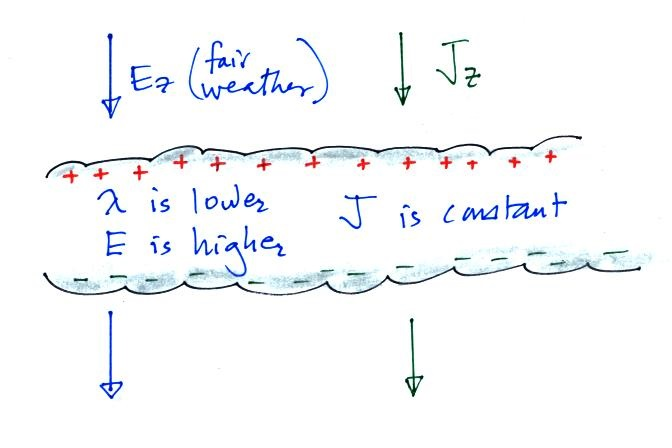 Ez (fair weather)
Jz
+ + + + + + + + + + + + +
λ is lower
E is higher
J is constant
- - - - - - - - - - - - - -